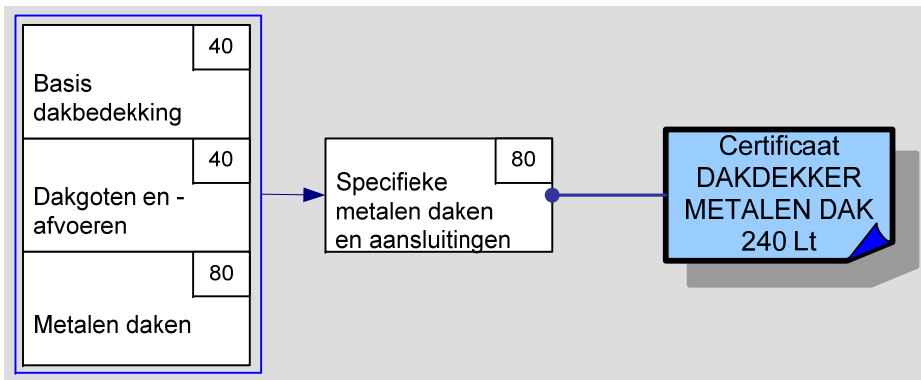 40
Basis
dakbedekking
40
Dakgoten en -
afvoeren
80
Metalen daken
80
Specifieke
metalen daken
en aansluitingen
Certificaat
DAKDEKKER
METALEN DAK
240 Lt